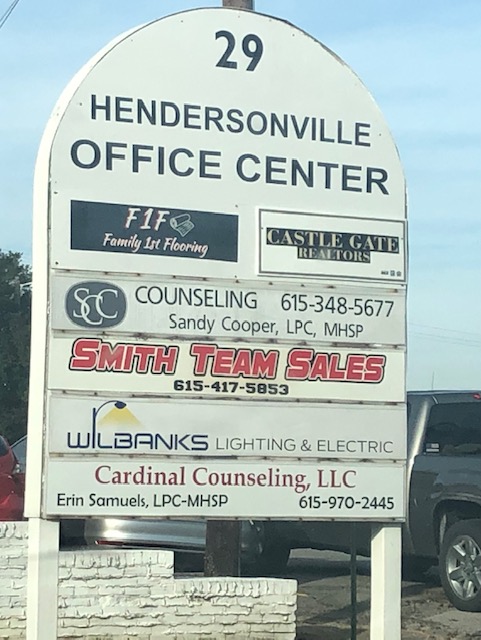 29
HENDERSONVILLE
OFFICE CENTER
F1F
Family 1st Flooring
CASTLE GATE
REALTORS
SCC
COUNSELING 615-348-5677
Sandy Cooper, LPC, MHSP
SMITH TEAM SALES
615-417-5853
WILBANKS LIGHTING & ELECTRIC
Cardinal Counseling, LLC
Erin Samuels, LPC-MHSP 615-970-2445